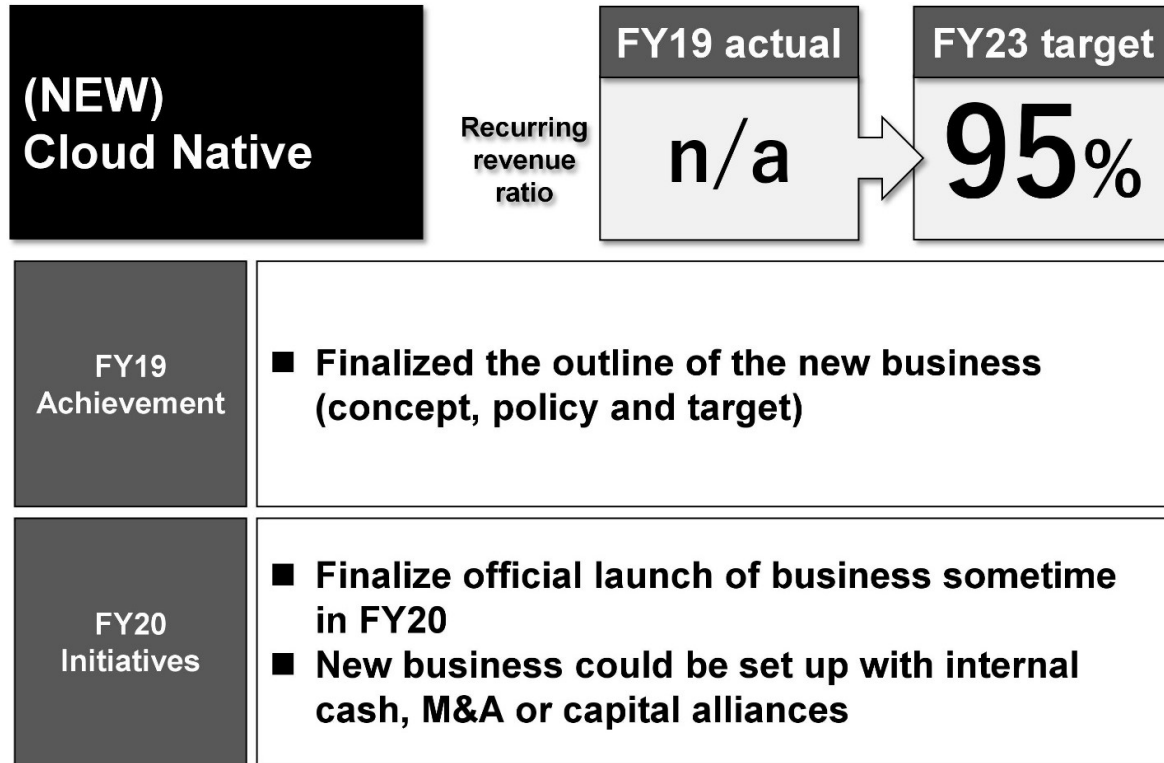 (NEW)
Cloud Native
Recurring
revenue
ratio
FY19 actual
n/a
FY23 target
95%
FY19
Achievement
■ Finalized the outline of the new business
(concept, policy and target)
FY20
Initiatives
■ Finalize official launch of business sometime
in FY20
■ New business could be set up with internal
cash, M&A or capital alliances